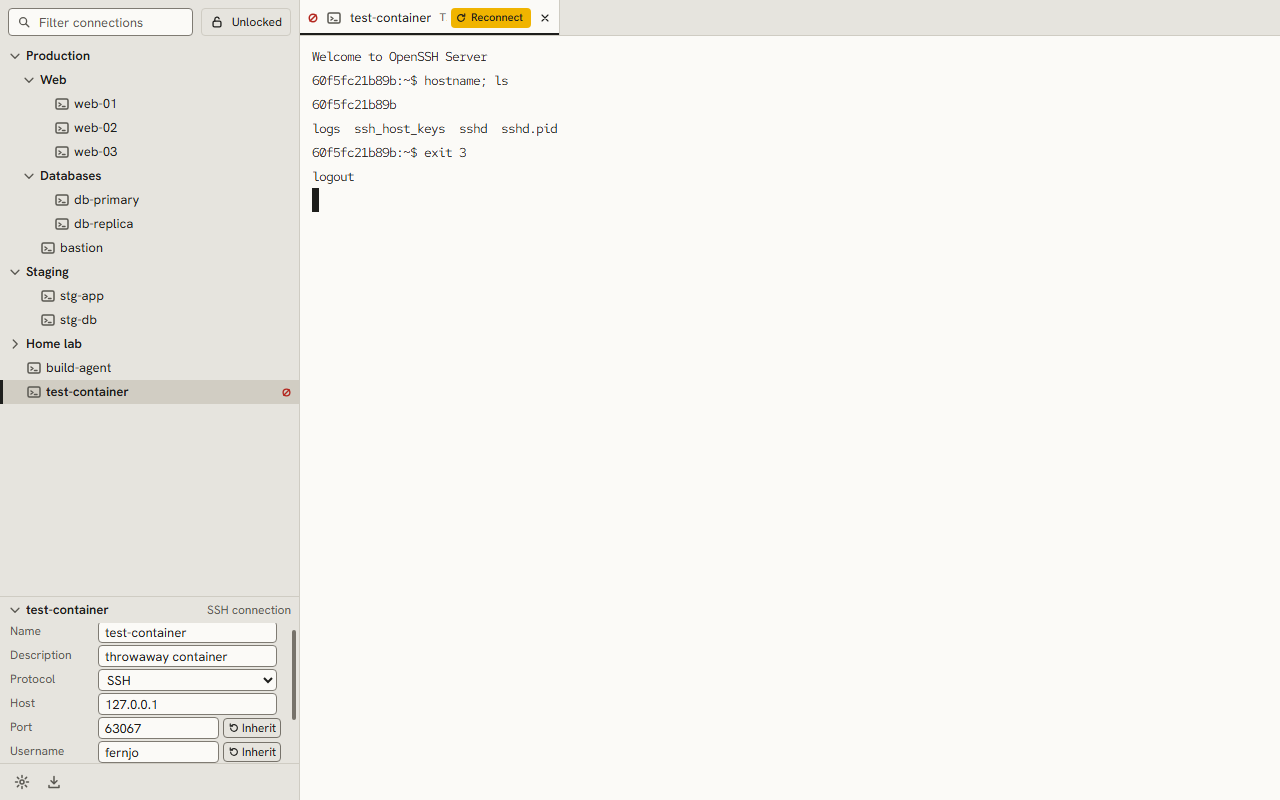 Filter connections
Unlocked
Production
Web
web-01
web-02
web-03
Databases
db-primary
db-replica
bastion
Staging
stg-app
stg-db
Home lab
build-agent
test-container
test-container
SSH connection
Name
test-container
Description
throwaway container
Protocol
SSH
Host
127.0.0.1
Port
63067
Inherit
Username
fernjo
Inherit
test-container T
Reconnect
Welcome to OpenSSH Server
60f5fc21b89b:~$ hostname; ls
60f5fc21b89b
logs ssh_host_keys sshd sshd.pid
60f5fc21b89b:~$ exit 3
logout